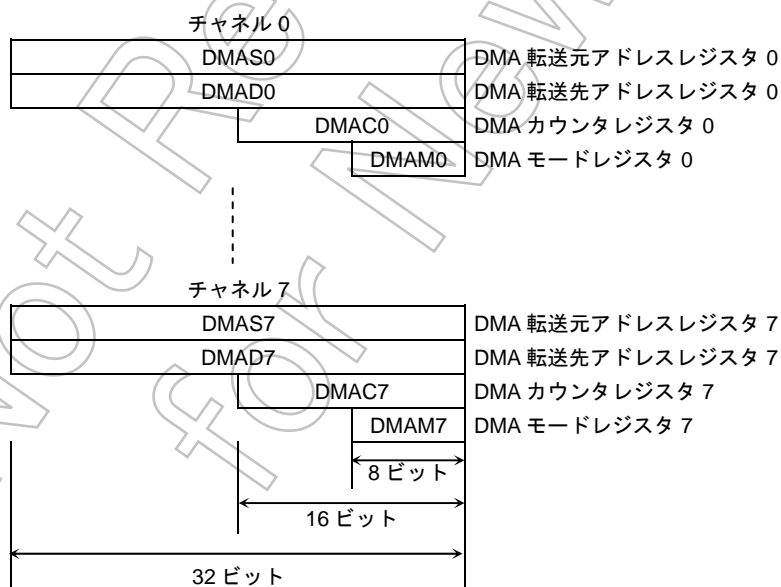 チャネル 0
DMAS0 DMA 転送元アドレスレジスタ 0
DMAD0 DMA 転送先アドレスレジスタ 0
DMAC0 DMA カウンタレジスタ 0
DMAM0 DMA モードレジスタ 0
チャネル 7
DMAS7 DMA 転送元アドレスレジスタ 7
DMAD7 DMA 転送先アドレスレジスタ 7
DMAC7 DMA カウンタレジスタ 7
DMAM7 DMA モードレジスタ 7
8 ビット
16 ビット
32 ビット